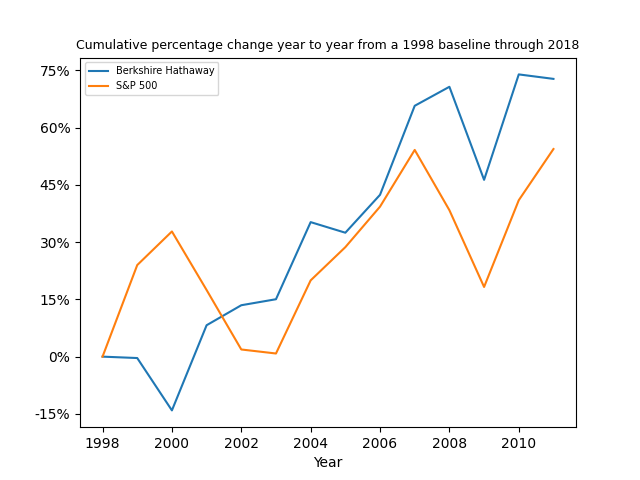 Cumulative percentage change year to year from a 1998 baseline through 2018
Berkshire Hathaway
S&P 500
75%
60%
45%
30%
15%
0%
-15%
1998 2000 2002 2004 2006 2008 2010
Year